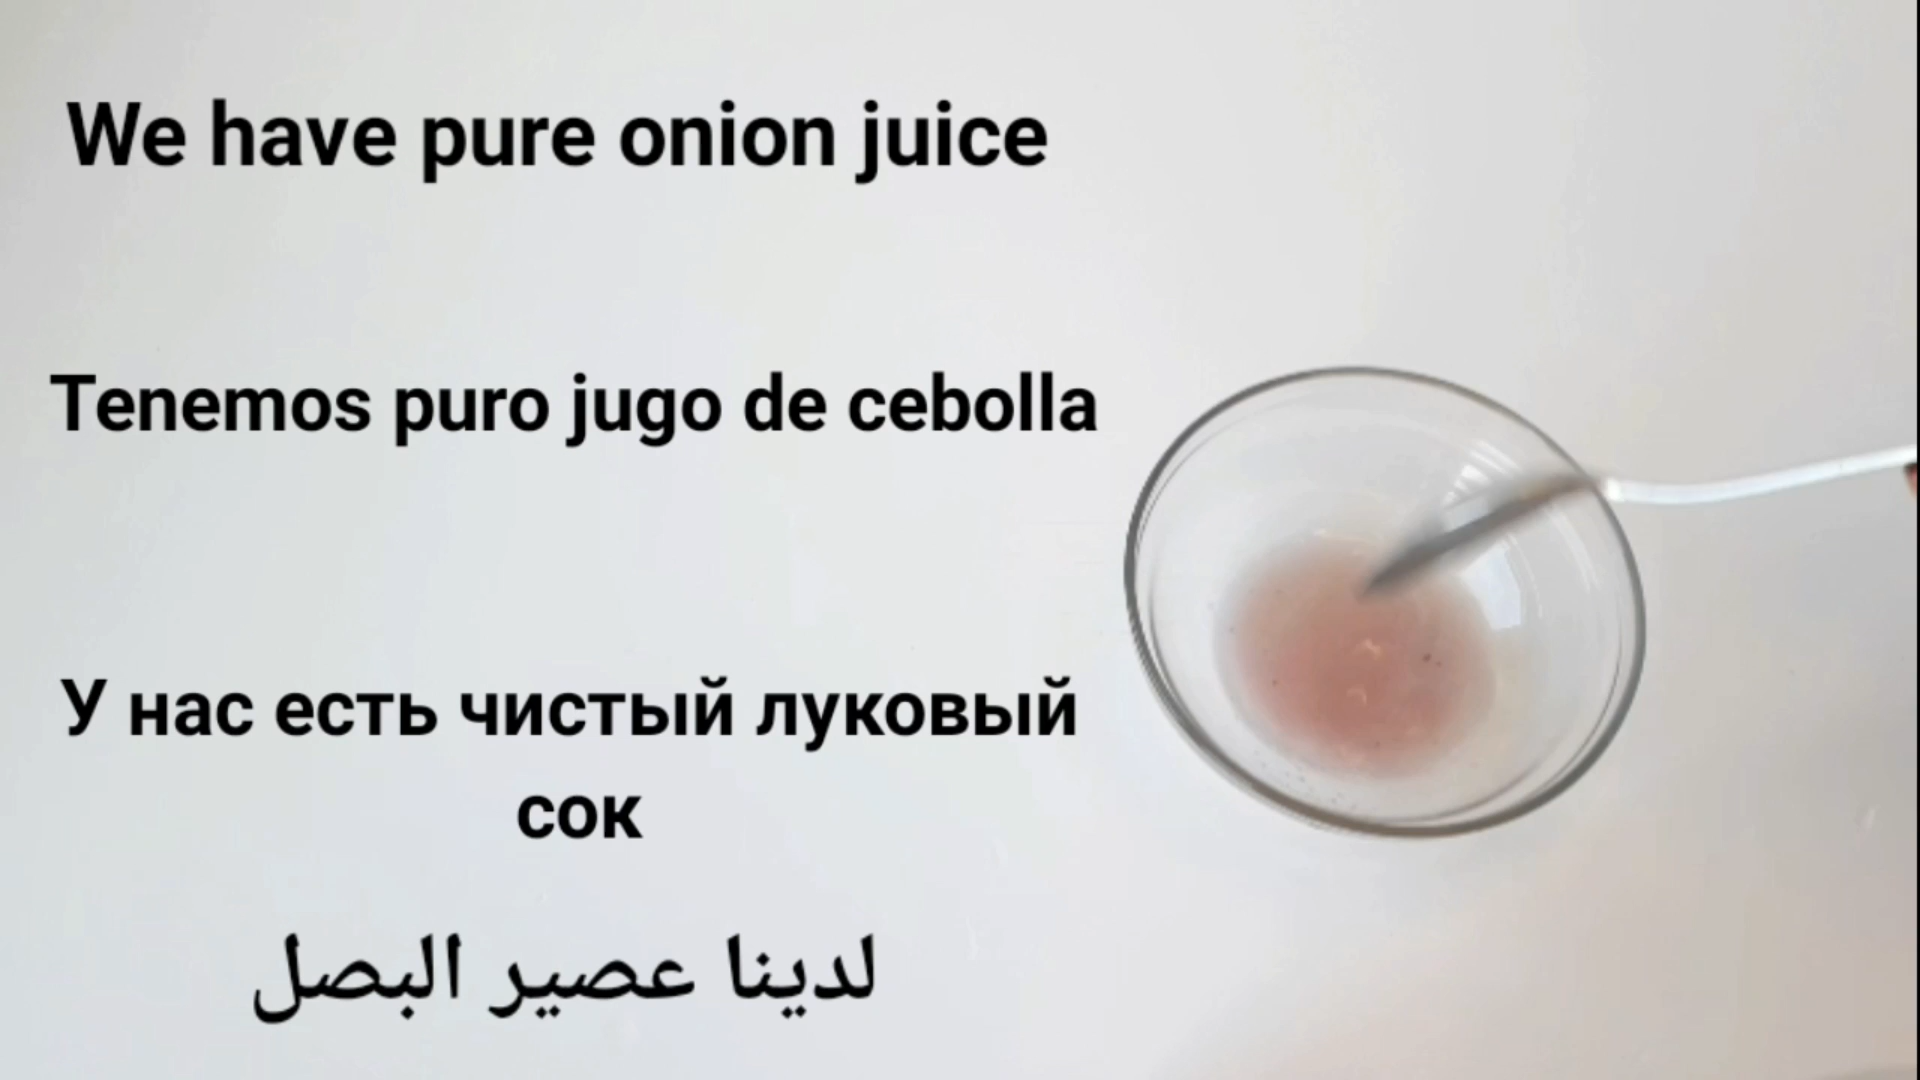 We have pure onion juice
Tenemos puro jugo de cebolla
У нас есть чистый луковый
сок
لدينا عصير البصل